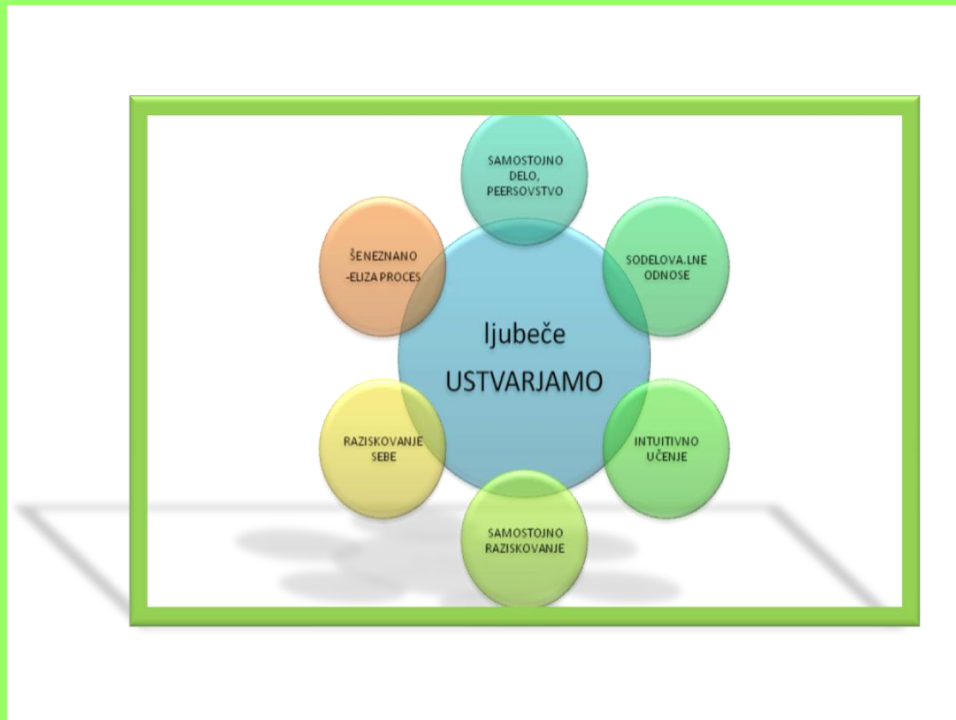 SAMOSTOJNO
DELO,
PEERSOVSTVO
ŠENEZNANO
-ELIZA PROCES
SODELOVA.LNE
ODNOSE
ljubeče
USTVARJAMO
RAZISKOVANJE
SEBE
INTUITIVNO
UČENJE
SAMOSTOJNO
RAZISKOVANJE